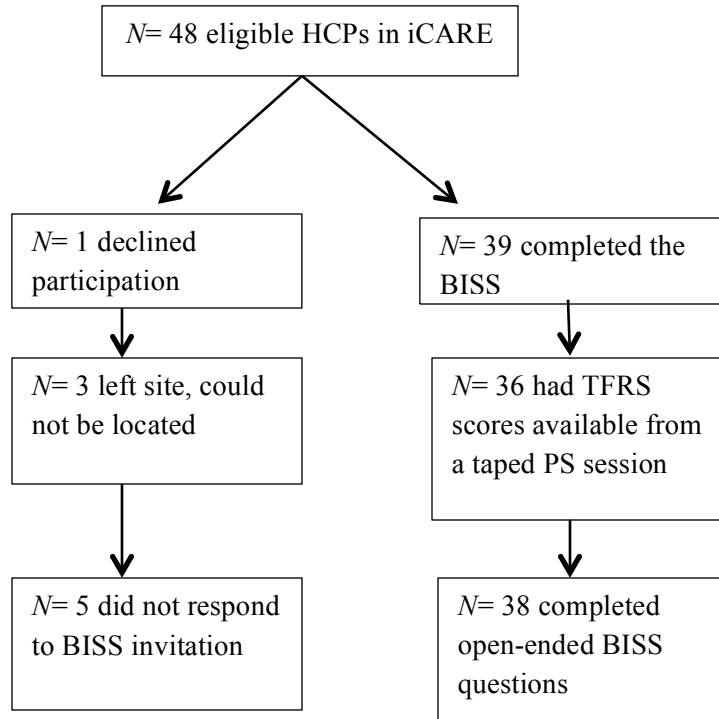 N= 48 eligible HCPs in iCARE
N= 1 declined
participation
N= 39 completed the
BISS
N= 3 left site, could
not be located
N= 36 had TFRS
scores available from
a taped PS session
N= 5 did not respond
to BISS invitation
N= 38 completed
open-ended BISS
questions